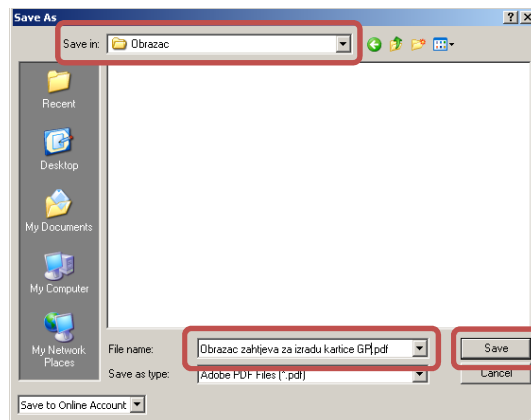 Save As
Save in: Obrazac
Recent
Desktop
My Documents
My Computer
My Network
Places
File name: Obrazac zahtjeva za izradu kartice GP.pdf Save
Save as type: Adobe PDF Files (*.pdf) Cancel
Save to Online Account